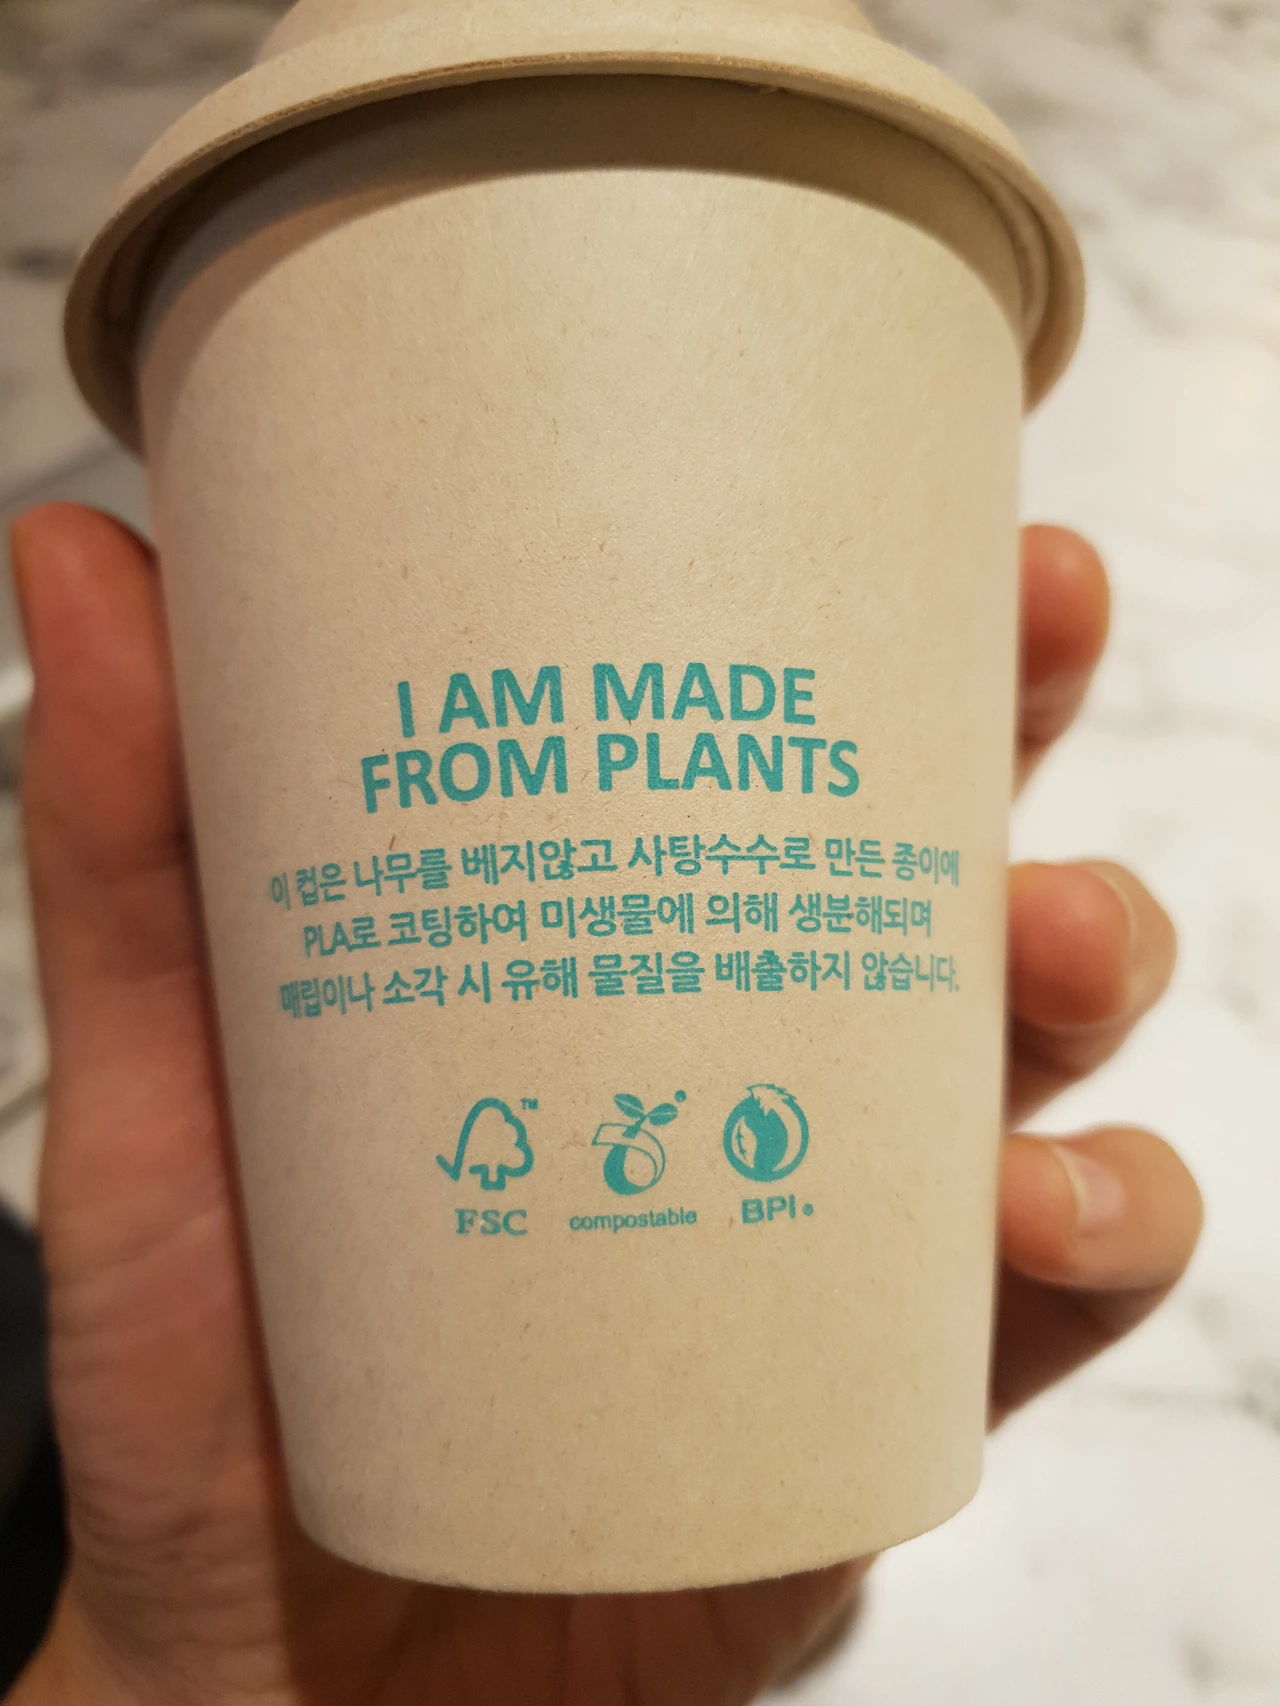 I AM MADE
FROM PLANTS
이 컵은 나무를 베지않고 사탕수수로 만든 종이에
PLA로 코팅하여 미생물에 의해 생분해되며
매립이나 소각 시 유해 물질을 배출하지 않습니다.
TM
FSC
compostable
BPI®